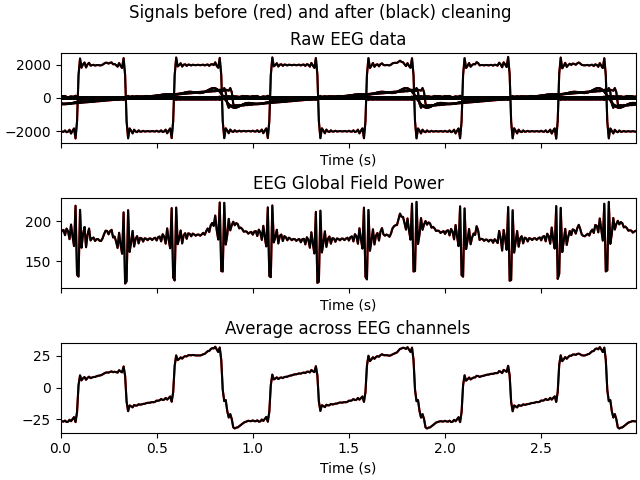 Signals before (red) and after (black) cleaning
Raw EEG data
2000
0
−2000
Time (s)
EEG Global Field Power
200
150
Time (s)
Average across EEG channels
25
0
−25
0.0 0.5 1.0 1.5 2.0 2.5
Time (s)